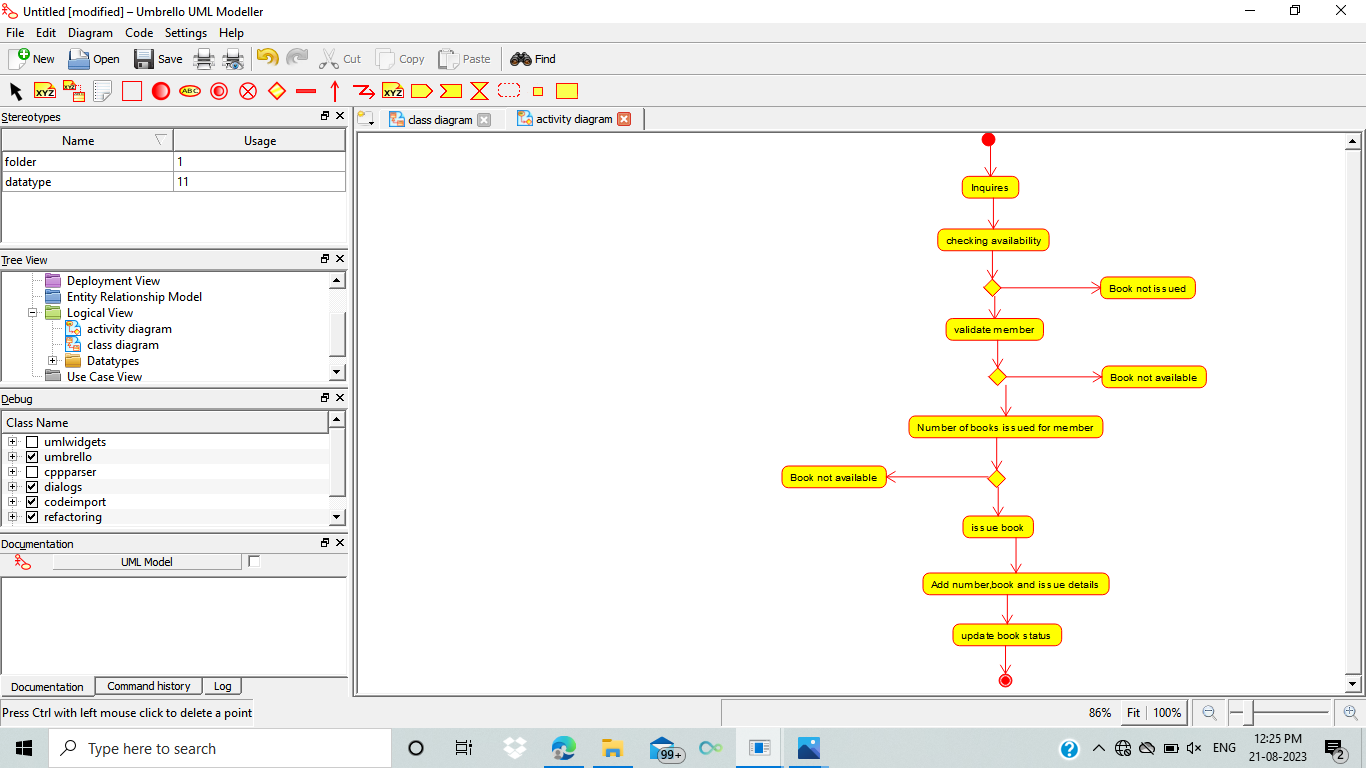 Untitled [modified] – Umbrello UML Modeller
File Edit Diagram Code Settings Help
New Open Save Cut Copy Paste Find
XYZ XYZ ABC XYZ
Stereotypes
Name Usage
folder 1
datatype 11
Tree View
Deployment View
Entity Relationship Model
Logical View
activity diagram
class diagram
Datatypes
Use Case View
Debug
Class Name
umlwidgets
umbrello
cppparser
dialogs
codeimport
refactoring
Documentation
UML Model
Documentation Command history Log
class diagram activity diagram
Inquires
checking availability
Book not issued
validate member
Book not available
Number of books issued for member
Book not available
issue book
Add number,book and issue details
update book status
Press Ctrl with left mouse click to delete a point
86% Fit 100%
Type here to search
99+
ENG
12:25 PM
21-08-2023
2